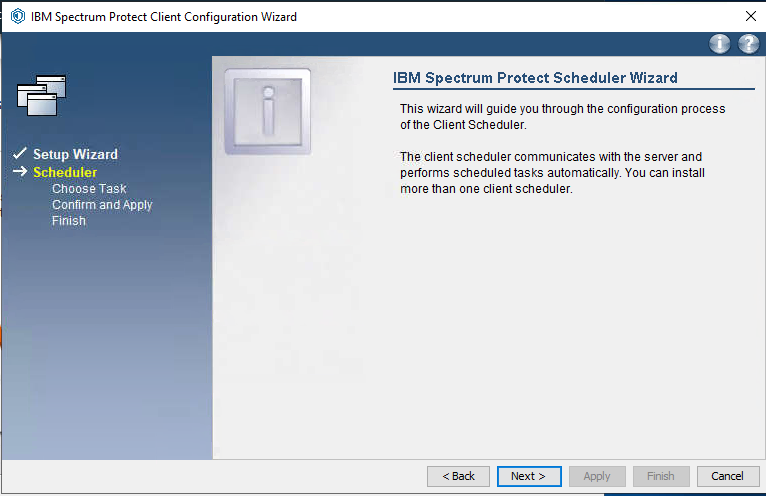 IBM Spectrum Protect Client Configuration Wizard
IBM Spectrum Protect Scheduler Wizard
This wizard will guide you through the configuration process
of the Client Scheduler.
The client scheduler communicates with the server and
performs scheduled tasks automatically. You can install
more than one client scheduler.
Setup Wizard
Scheduler
Choose Task
Confirm and Apply
Finish
< Back
Next >
Apply
Finish
Cancel